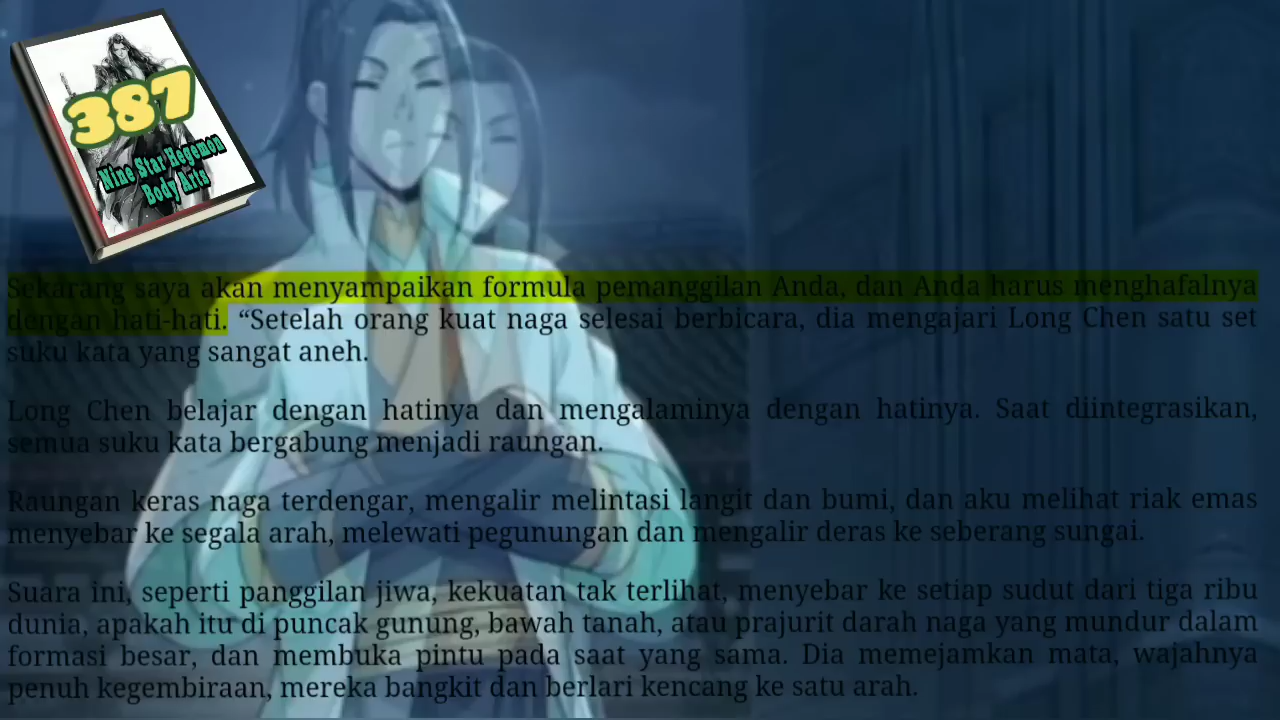 387
Nine Star Hegemon
Body Arts
Sekarang saya akan menyampaikan formula pemanggilan Anda, dan Anda harus menghafalnya
dengan hati-hati. “Setelah orang kuat naga selesai berbicara, dia mengajari Long Chen satu set
suku kata yang sangat aneh.
Long Chen belajar dengan hatinya dan mengalaminya dengan hatinya. Saat diintegrasikan,
semua suku kata bergabung menjadi raungan.
Raungan keras naga terdengar, mengalir melintasi langit dan bumi, dan aku melihat riak emas
menyebar ke segala arah, melewati pegunungan dan mengalir deras ke seberang sungai.
Suara ini, seperti panggilan jiwa, kekuatan tak terlihat, menyebar ke setiap sudut dari tiga ribu
dunia, apakah itu di puncak gunung, bawah tanah, atau prajurit darah naga yang mundur dalam
formasi besar, dan membuka pintu pada saat yang sama. Dia memejamkan mata, wajahnya
penuh kegembiraan, mereka bangkit dan berlari kencang ke satu arah.